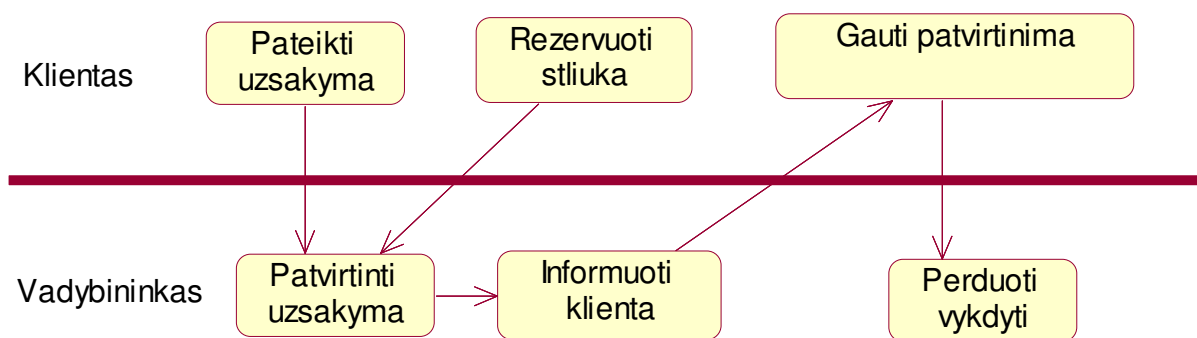 Klientas
Pateikti
uzsakyma
Rezervuoti
stliuka
Gauti patvirtinima
Vadybininkas
Patvirtinti
uzsakyma
Informuoti
klienta
Perduoti
vykdyti